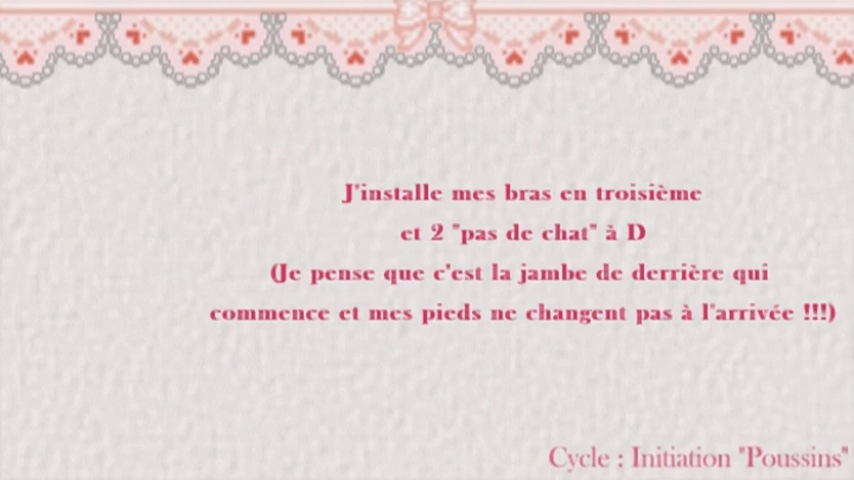 J'installe mes bras en troisième
et 2 "pas de chat" à D
(Je pense que c'est la jambe de derrière qui
commence et mes pieds ne changent pas à l'arrivée !!!)
Cycle : Initiation "Poussins"